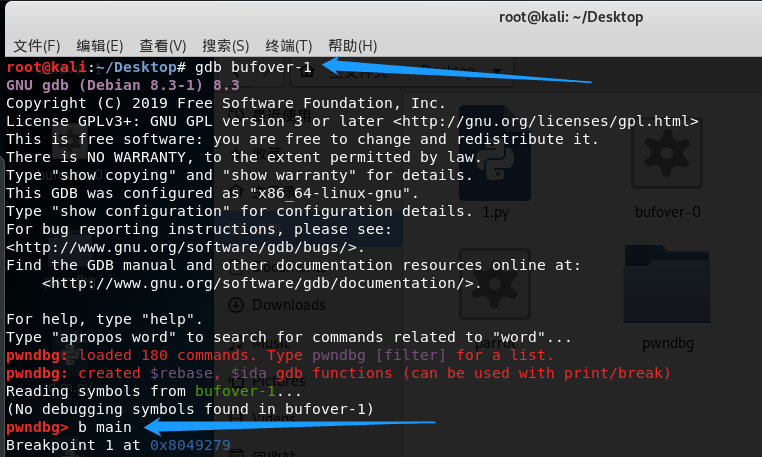 root@kali: ~/Desktop
文件(F) 编辑(E) 查看(V) 搜索(S) 终端(T) 帮助(H)
root@kali:~/Desktop# gdb bufover-1
GNU gdb (Debian 8.3-1) 8.3
Copyright (C) 2019 Free Software Foundation, Inc.
License GPLv3+: GNU GPL version 3 or later <http://gnu.org/licenses/gpl.html>
This is free software: you are free to change and redistribute it.
There is NO WARRANTY, to the extent permitted by law.
Type "show copying" and "show warranty" for details.
This GDB was configured as "x86_64-linux-gnu".
Type "show configuration" for configuration details.
For bug reporting instructions, please see:
<http://www.gnu.org/software/gdb/bugs/>.
Find the GDB manual and other documentation resources online at:
    <http://www.gnu.org/software/gdb/documentation/>.
For help, type "help".
Type "apropos word" to search for commands related to "word"...
pwndbg: loaded 180 commands. Type pwndbg [filter] for a list.
pwndbg: created $rebase, $ida gdb functions (can be used with print/break)
Reading symbols from bufover-1...
(No debugging symbols found in bufover-1)
pwndbg> b main
Breakpoint 1 at 0x8049279
Desktop
1.py
bufover-0
Downloads
Music
parrot
pwndbg
Pictures
Videos
回收站